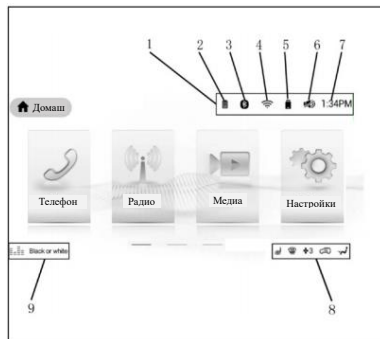 1 2 3 4 5 6 7
1:34PM
Домаш
Телефон Радио Медиа Настройки
Black or white
+3
9 8